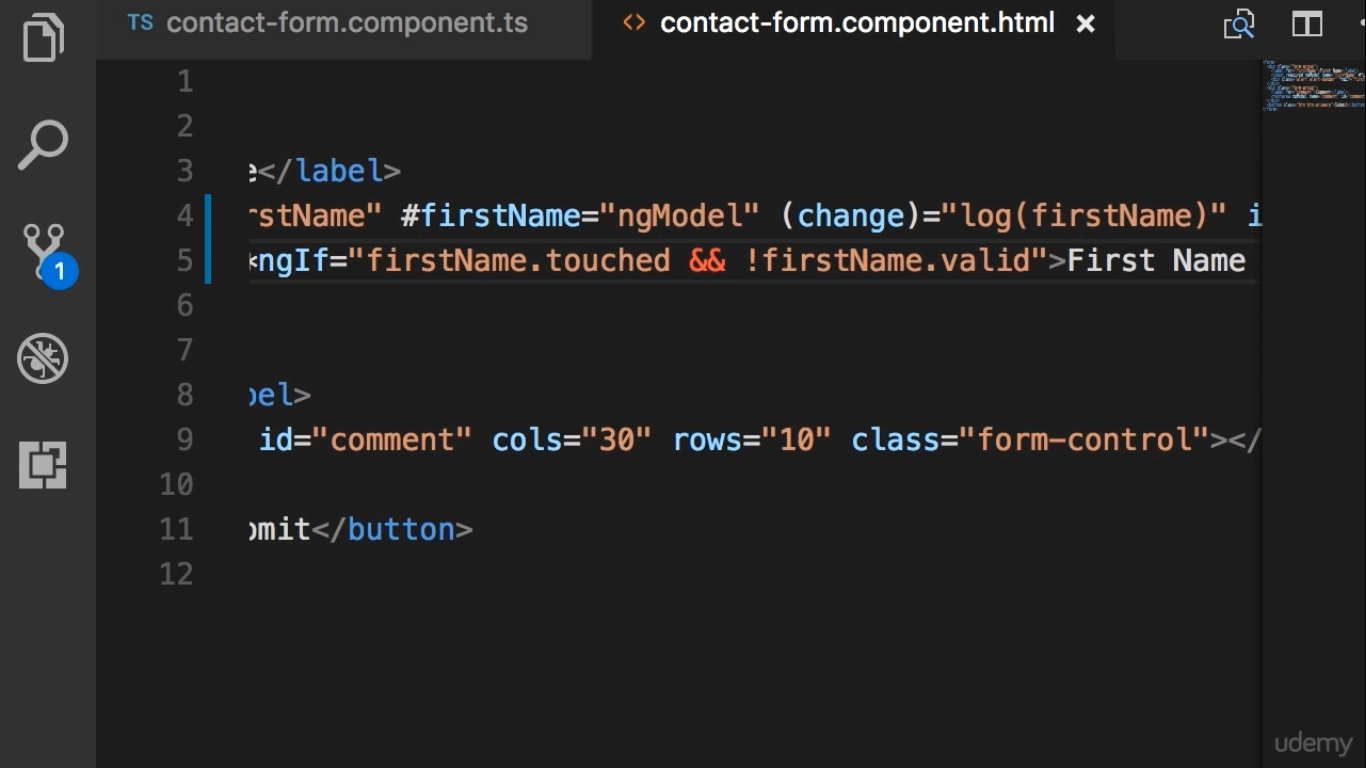 TS contact-form.component.ts <> contact-form.component.html ×
1
2
3 e</label>
4 rstName" #firstName="ngModel" (change)="log(firstName)" i
5 *ngIf="firstName.touched && !firstName.valid">First Name
6
7
8 bel>
9 id="comment" cols="30" rows="10" class="form-control"></
10
11 bmit</button>
12
1
udemy